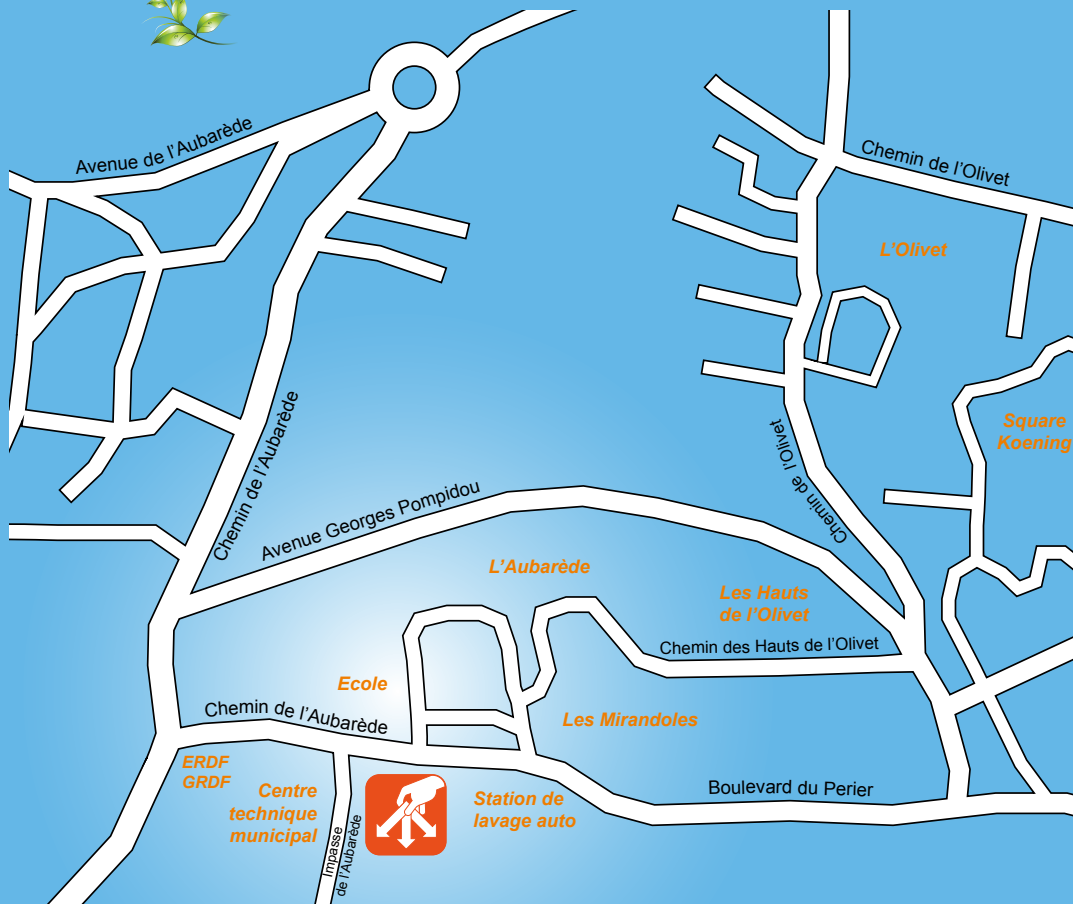 Avenue de l'Aubarède
Chemin de l'Olivet
L'Olivet
Square
Koening
Chemin de l'Aubarède
Chemin de l'Olivet
Avenue Georges Pompidou
L'Aubarède
Les Hauts
de l'Olivet
Chemin des Hauts de l'Olivet
Ecole
Chemin de l'Aubarède
Les Mirandoles
ERDF
GRDF
Centre
technique
municipal
Station de
lavage auto
Boulevard du Perier
Impasse
de l'Aubarède